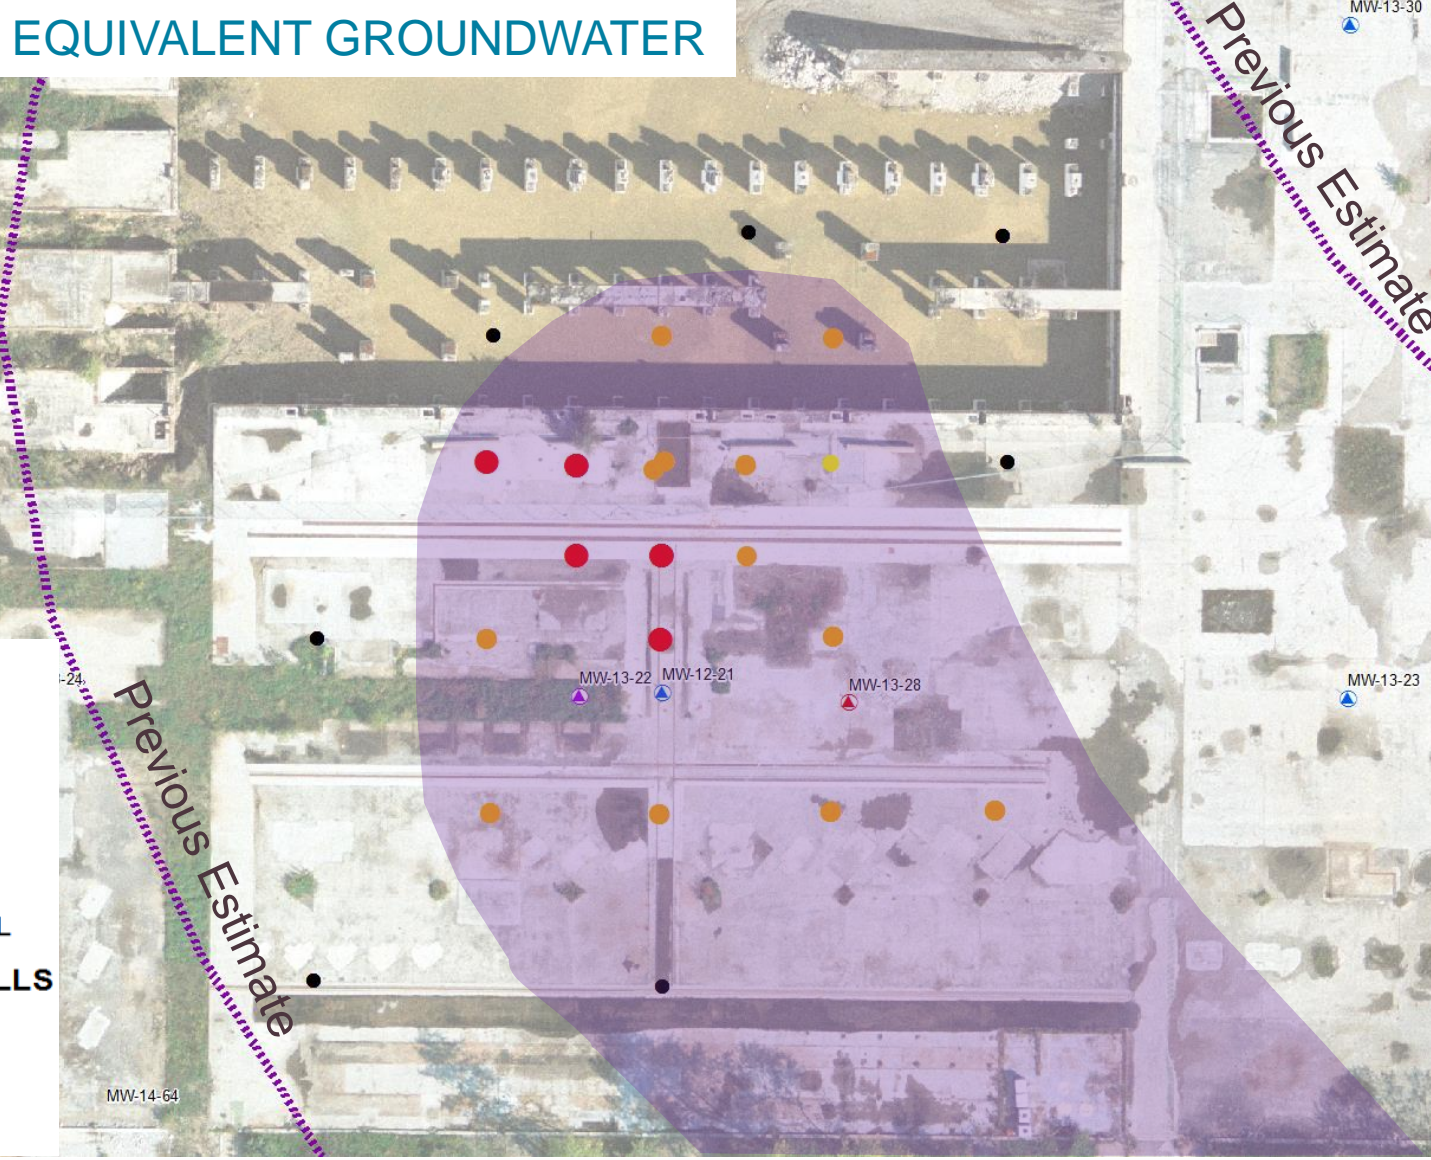 EQUIVALENT GROUNDWATER
MW-13-30
Previous Estimate
MW-13-22
MW-12-21
MW-13-28
MW-13-23
-24
Previous Estimate
L
LLS
MW-14-64